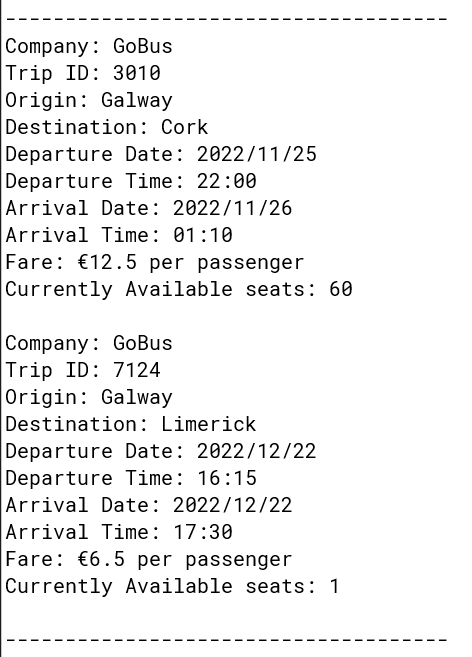 -------------------------------------
Company: GoBus
Trip ID: 3010
Origin: Galway
Destination: Cork
Departure Date: 2022/11/25
Departure Time: 22:00
Arrival Date: 2022/11/26
Arrival Time: 01:10
Fare: €12.5 per passenger
Currently Available seats: 60

Company: GoBus
Trip ID: 7124
Origin: Galway
Destination: Limerick
Departure Date: 2022/12/22
Departure Time: 16:15
Arrival Date: 2022/12/22
Arrival Time: 17:30
Fare: €6.5 per passenger
Currently Available seats: 1

-------------------------------------